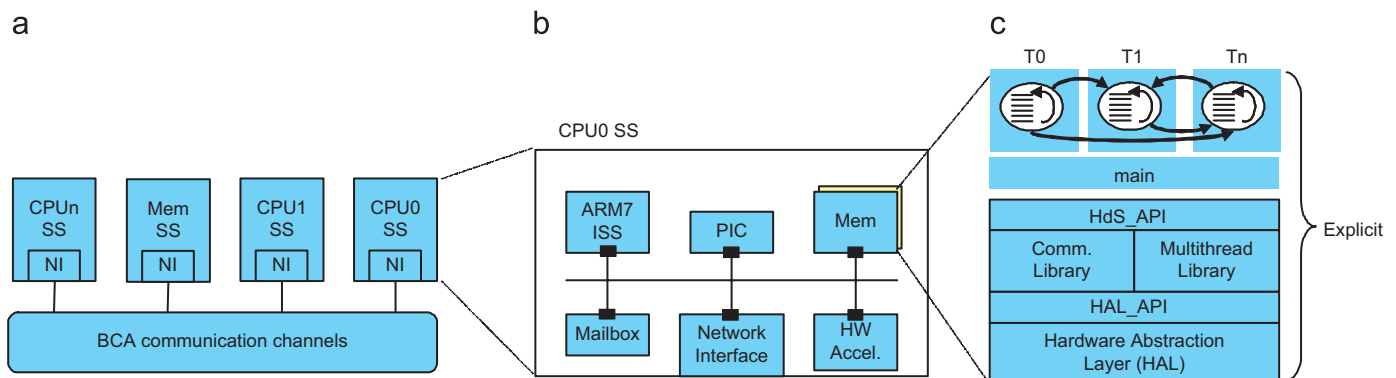 a
CPUn
SS
NI
Mem
SS
NI
CPU1
SS
NI
CPU0
SS
NI
BCA communication channels
b
CPU0 SS
ARM7
ISS
PIC
Mem
Mailbox
Network
Interface
HW
Accel.
c
T0
T1
Tn
main
HdS_API
Comm.
Library
Multithread
Library
HAL_API
Hardware Abstraction
Layer (HAL)
Explicit